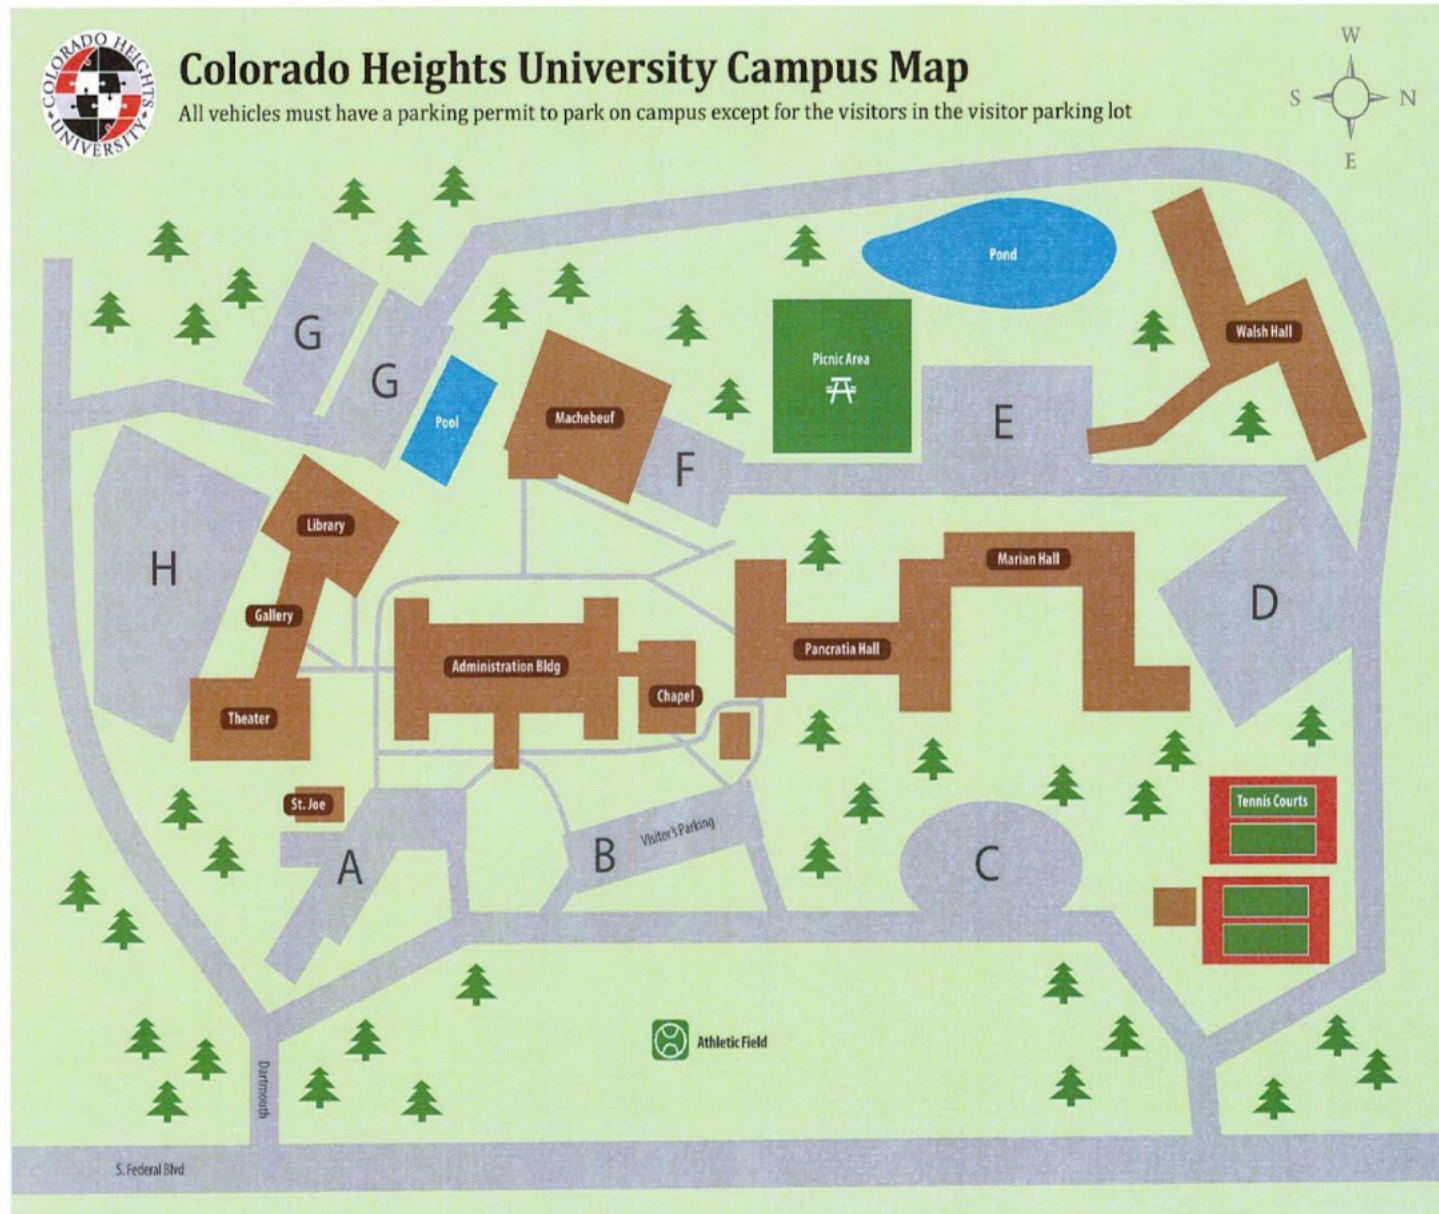 COLORADO HEIGHTS
UNIVERSITY
Colorado Heights University Campus Map
All vehicles must have a parking permit to park on campus except for the visitors in the visitor parking lot
W
S
N
E
Pond
Walsh Hall
G
Picnic Area
G
Pool
Machebeuf
E
F
Library
H
Marian Hall
D
Gallery
Pancratia Hall
Administration Bldg
Chapel
Theater
St. Joe
Tennis Courts
Visitor's Parking
B
A
C
Athletic Field
Dartmouth
S. Federal Blvd